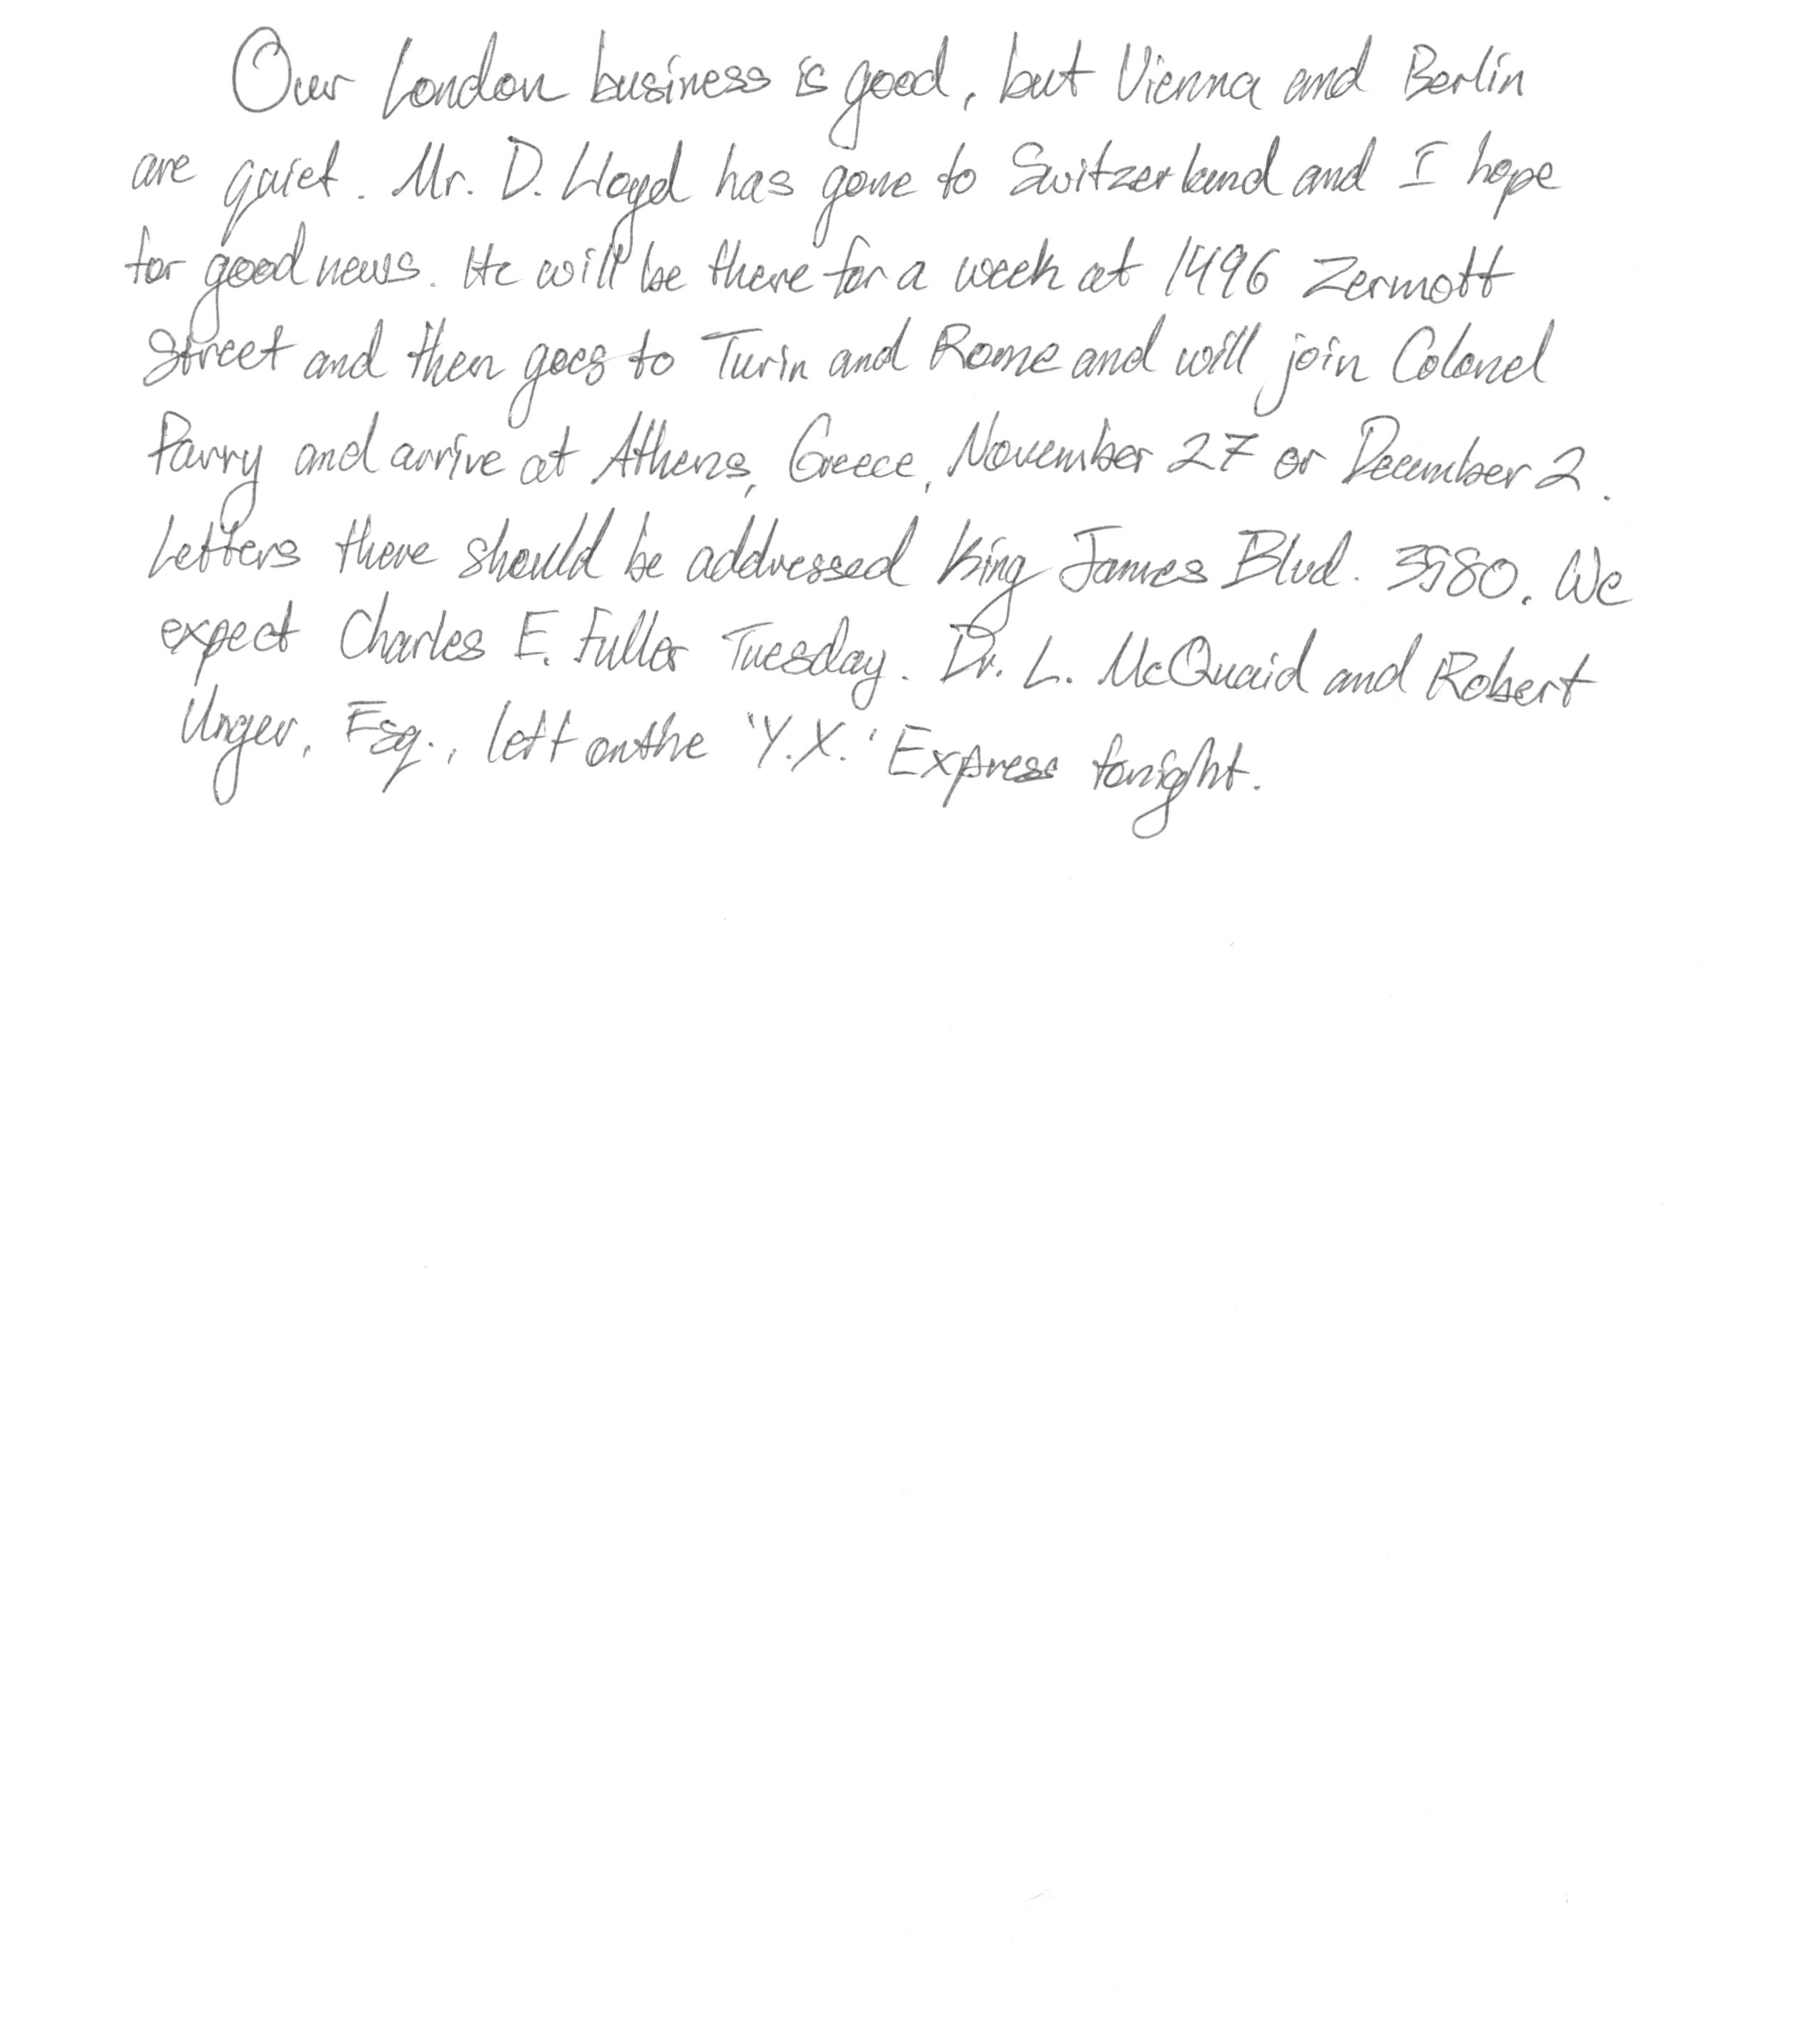 Our London business is good, but Vienna and Berlin
are quiet. Mr. D. Lloyd has gone to Switzerland and I hope
for good news. He will be there for a week at 1496 Zermott
Street and then goes to Turin and Rome and will join Colonel
Parry and arrive at Athens, Greece, November 27 or December 2.
Letters there should be addressed King James Blvd. 3580. We
expect Charles E. Fuller Tuesday. Dr. L. McQuaid and Robert
Unger, Esq., left on the 'Y.X.' Express tonight.